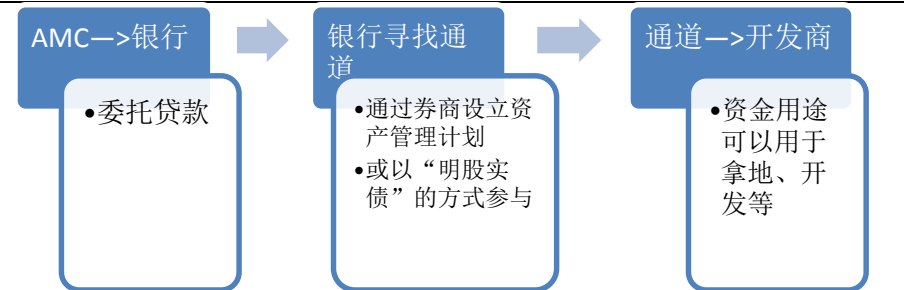 AMC—>银行
•委托贷款
银行寻找通
道
•通过券商设立资
产管理计划
•或以“明股实
债”的方式参与
通道—>开发商
•资金用途
可以用于
拿地、开
发等